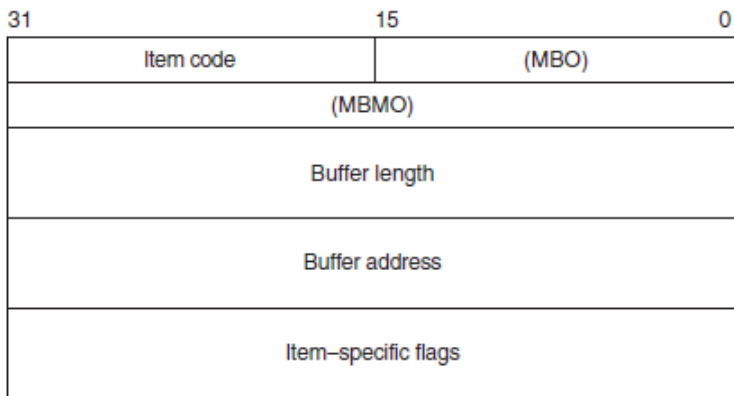 31 15 0
Item code (MBO)
(MBMO)
Buffer length
Buffer address
Item–specific flags